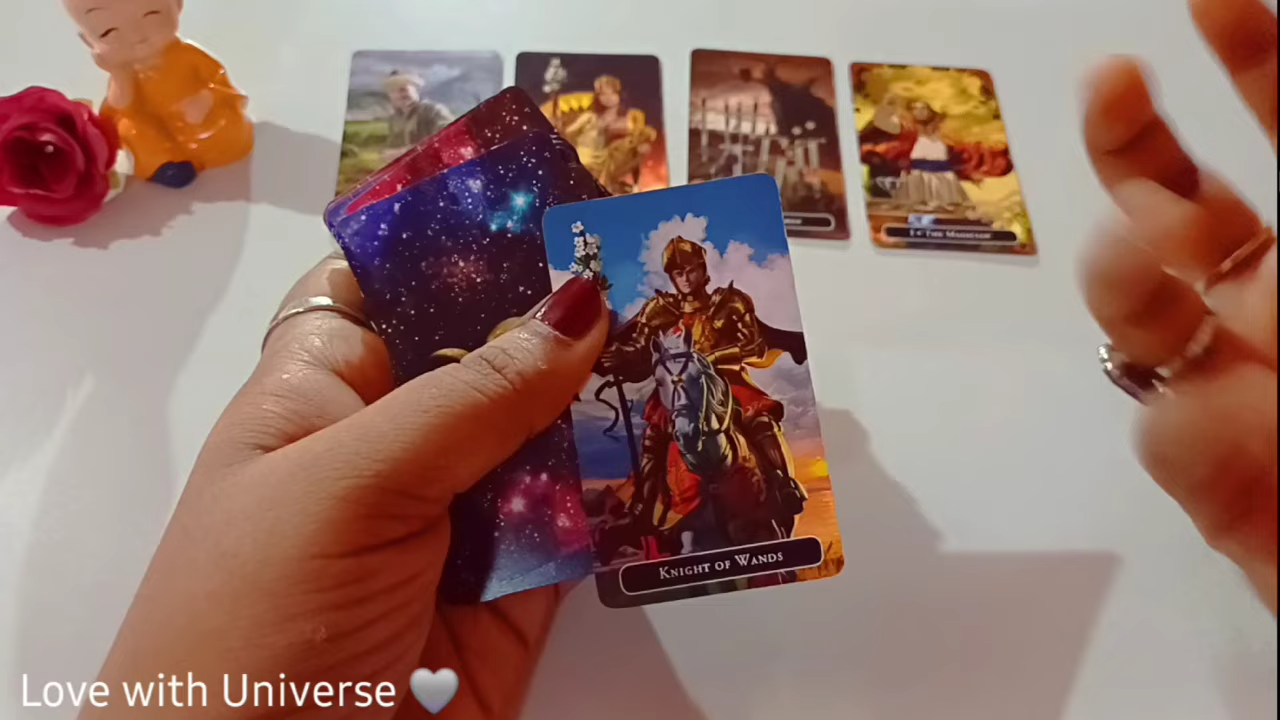 I • The Magician
Knight of Wands
Love with Universe 🤍